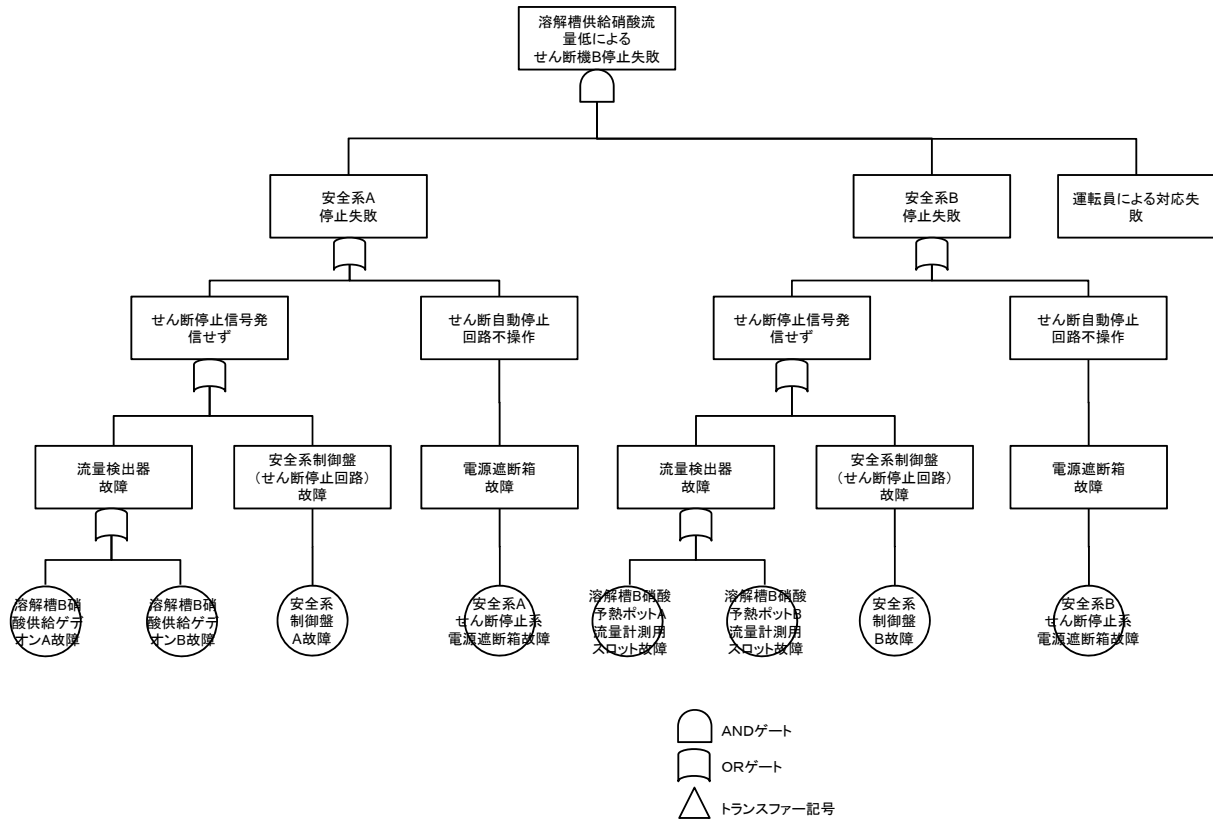 溶解槽供給硝酸流
量低による
せん断機B停止失敗
安全系A
停止失敗
安全系B
停止失敗
運転員による対応失
敗
せん断停止信号発
信せず
せん断自動停止
回路不操作
せん断停止信号発
信せず
せん断自動停止
回路不操作
流量検出器
故障
安全系制御盤
（せん断停止回路）
故障
電源遮断箱
故障
流量検出器
故障
安全系制御盤
（せん断停止回路）
故障
電源遮断箱
故障
溶解槽B硝
酸供給ゲデ
オンA故障
溶解槽B硝
酸供給ゲデ
オンB故障
安全系
制御盤
A故障
安全系A
せん断停止系
電源遮断箱故障
溶解槽B硝酸
予熱ポットA
流量計測用
スロット故障
溶解槽B硝酸
予熱ポットB
流量計測用
スロット故障
安全系
制御盤
B故障
安全系B
せん断停止系
電源遮断箱故障
ANDゲート
ORゲート
トランスファー記号